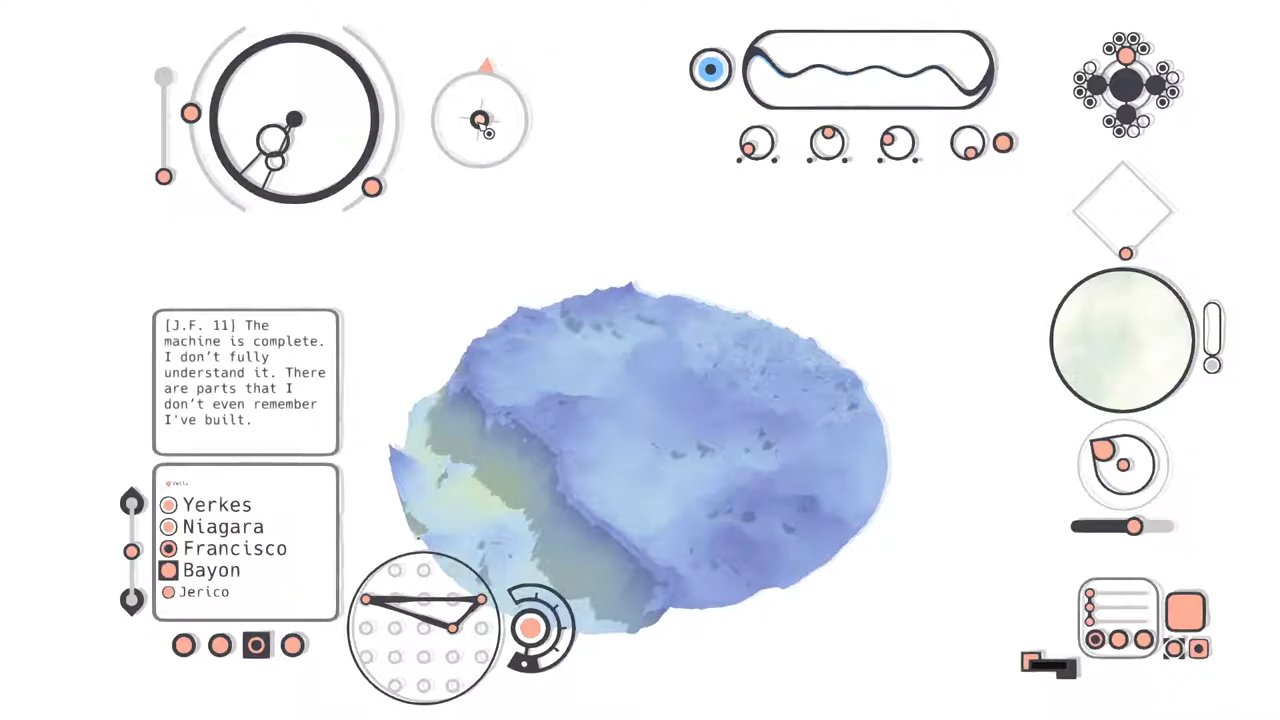 [J.F. 11] The
machine is complete.
I don’t fully
understand it. There
are parts that I
don’t even remember
I've built.
Yerkes
Niagara
Francisco
Bayon
Jerico